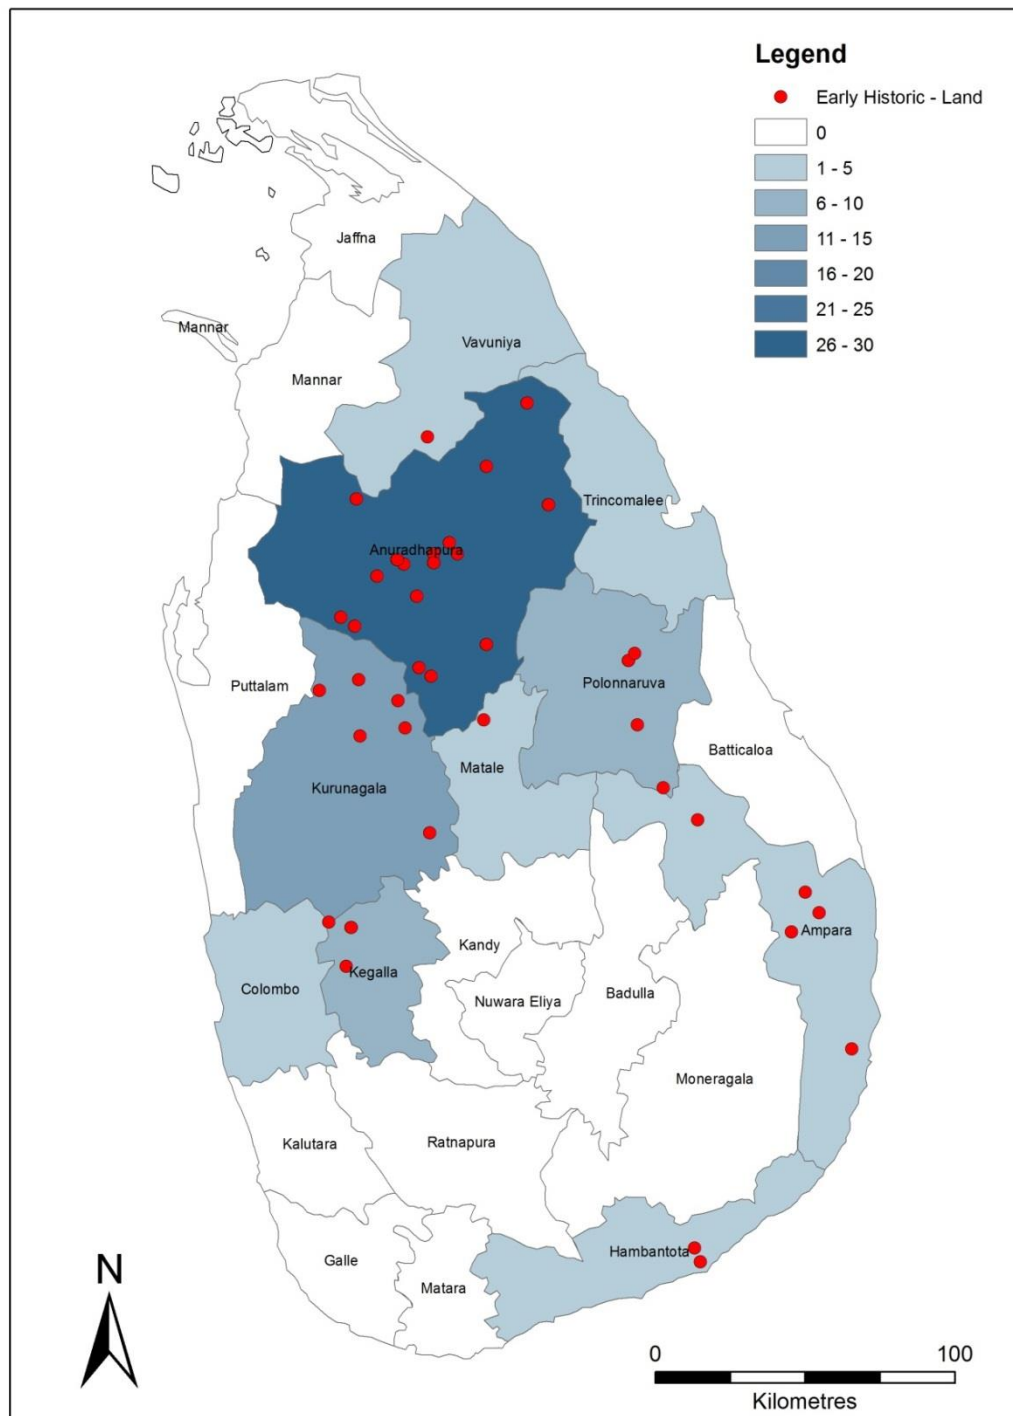 Legend
Early Historic - Land
0
1 - 5
6 - 10
11 - 15
16 - 20
21 - 25
26 - 30
Jaffna
Mannar
Vavuniya
Mannar
Trincomalee
Anuradhapura
Puttalam
Polonnaruva
Batticaloa
Matale
Kurunagala
Ampara
Kandy
Kegalla
Colombo
Badulla
Nuwara Eliya
Moneragala
Kalutara
Ratnapura
Hambantota
Galle
Matara
N
0 100
Kilometres